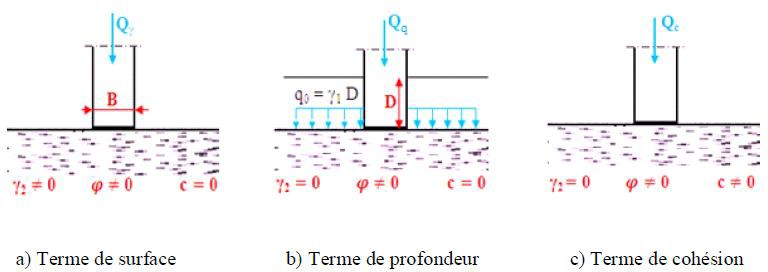 Qγ
B
γ₂ ≠ 0 φ ≠ 0 c = 0
a) Terme de surface
Qq
q₀ = γ₁ D
D
γ₂ = 0 φ ≠ 0 c = 0
b) Terme de profondeur
Qc
γ₂ = 0 φ ≠ 0 c ≠ 0
c) Terme de cohésion